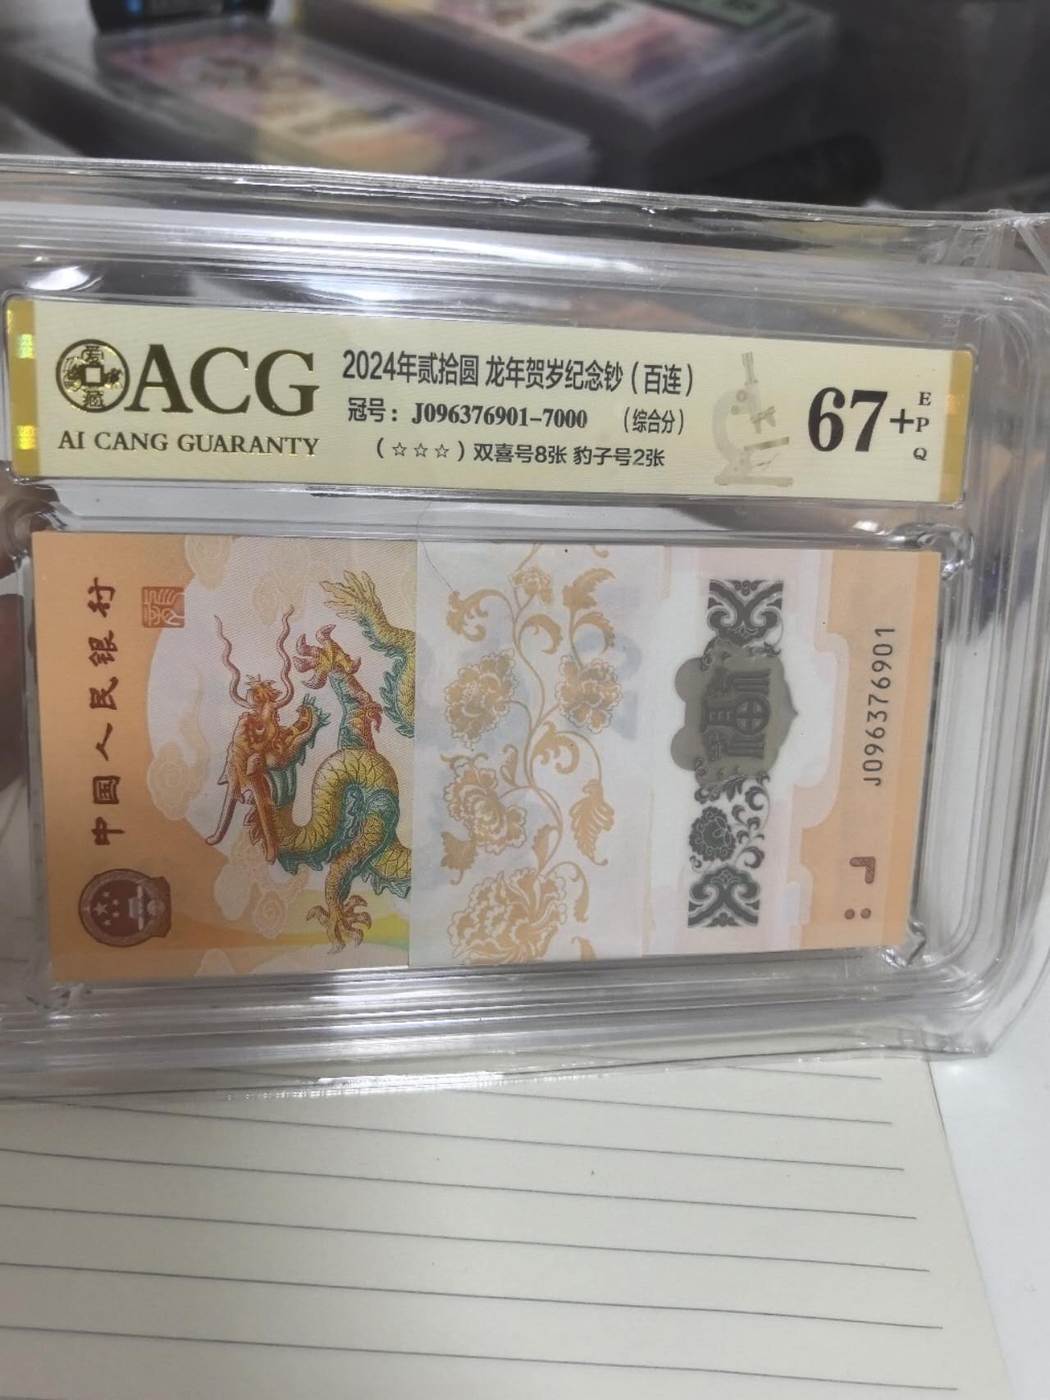 ACG
AI CANG GUARANTY
2024年贰拾圆 龙年贺岁纪念钞（百连）
冠号：J096376901-7000 （综合分）
（☆☆☆）双喜号8张 豹子号2张
67+
EPQ
中国人民银行
J096376901